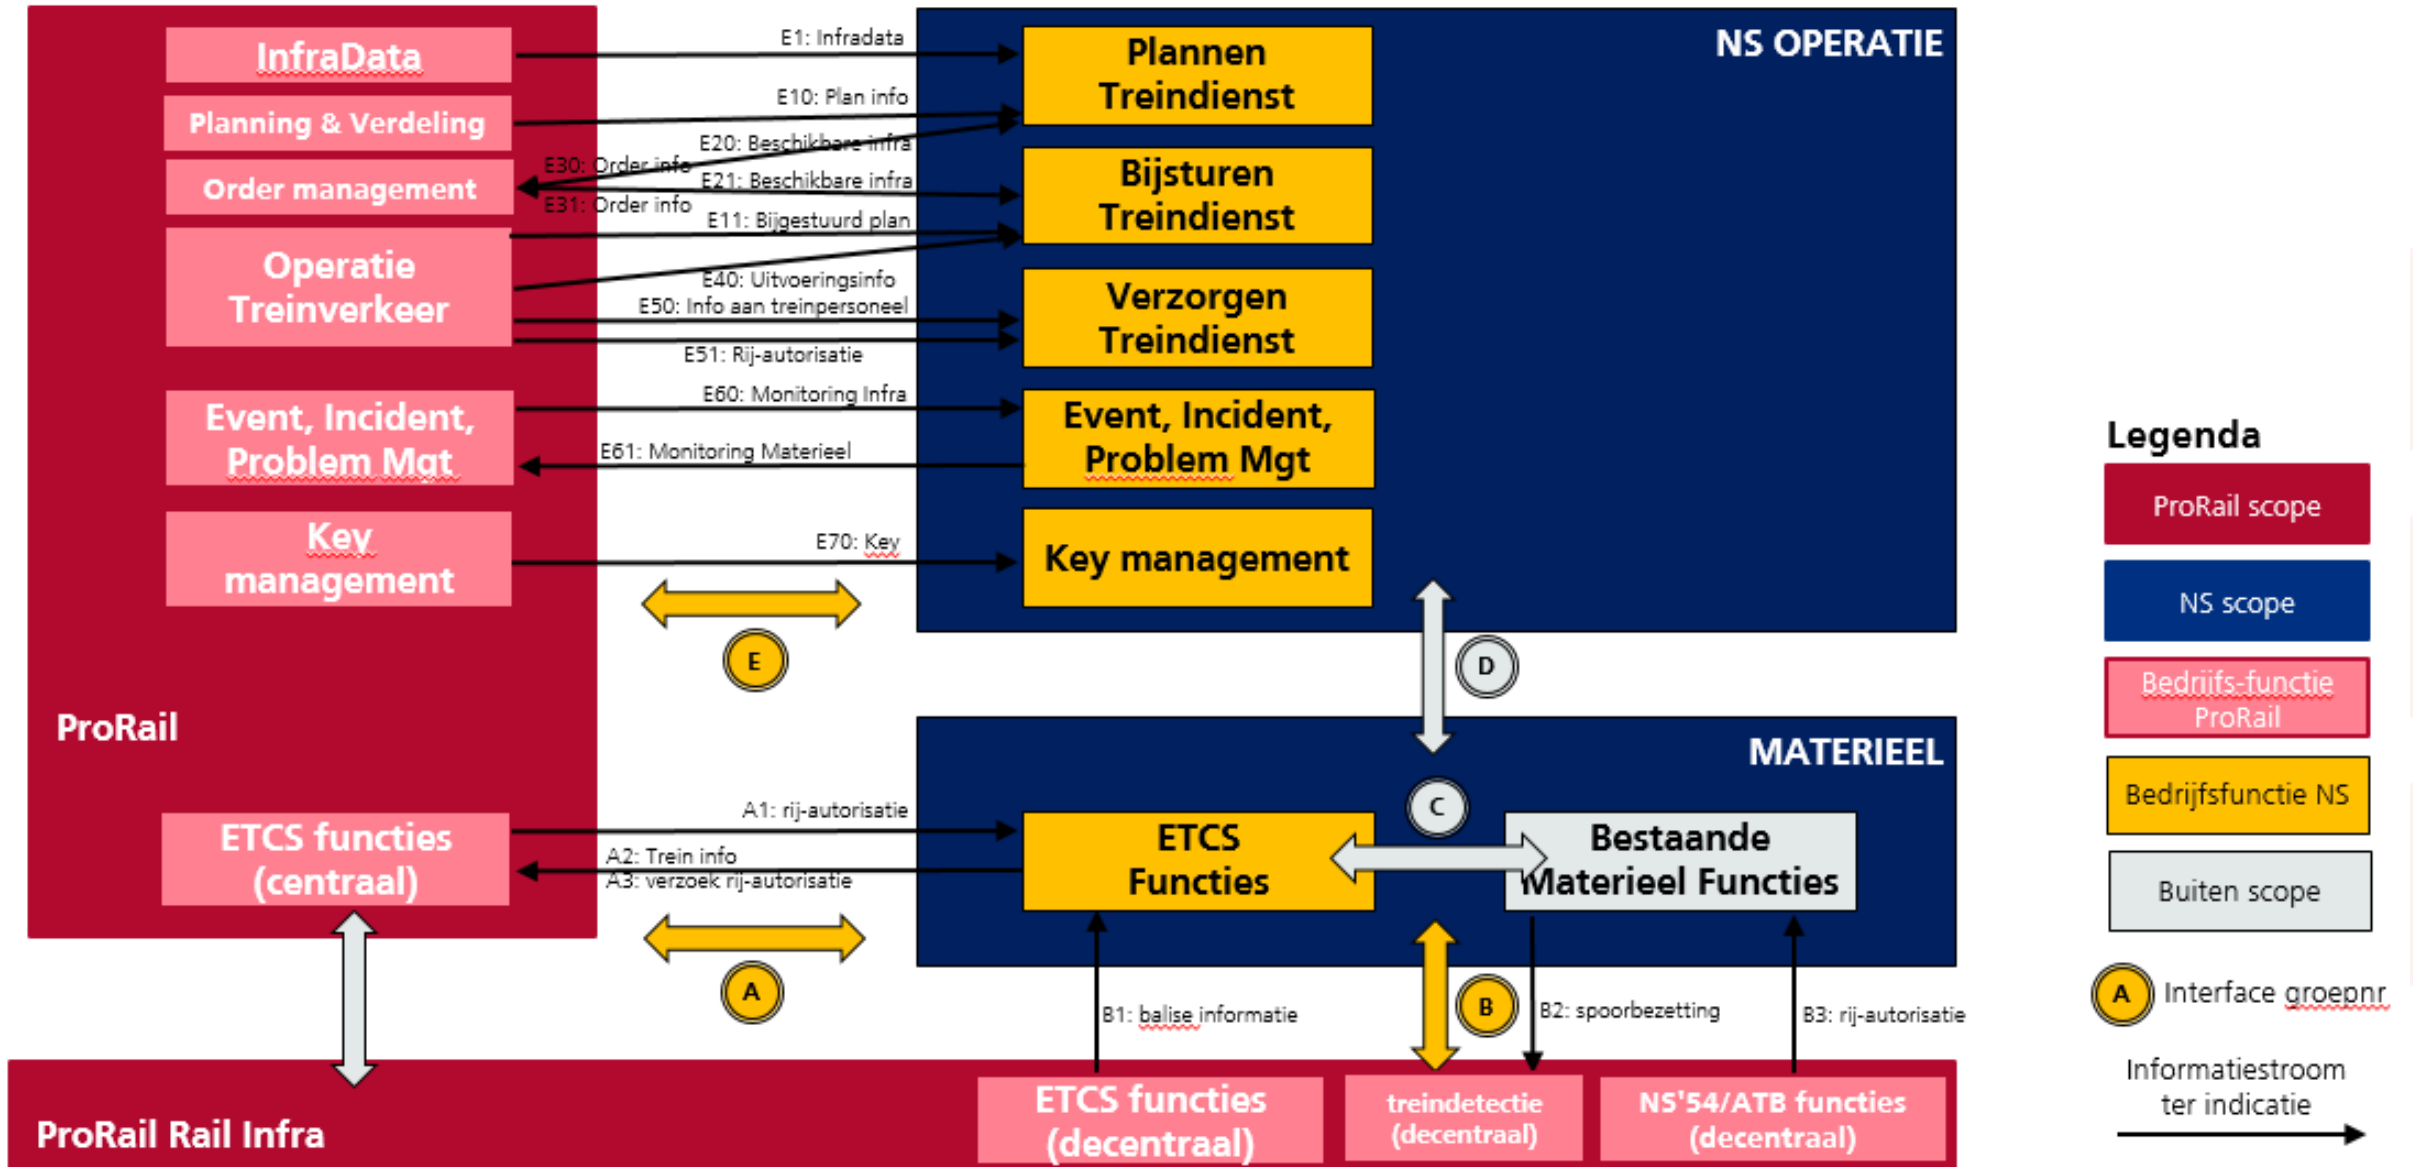 InfraData
Planning & Verdeling
Order management
Operatie
Treinverkeer
Event, Incident,
Problem Mgt
Key
management
ProRail
ETCS functies
(centraal)
E1: Infradata
E10: Plan info
E20: Beschikbare infra
E30: Order info
E21: Beschikbare infra
E31: Order info
E11: Bijgestuurd plan
E40: Uitvoeringsinfo
E50: Info aan treinpersoneel
E51: Rij-autorisatie
E60: Monitoring Infra
E61: Monitoring Materieel
E70: Key
E
A1: rij-autorisatie
A2: Trein info
A3: verzoek rij-autorisatie
A
NS OPERATIE
Plannen
Treindienst
Bijsturen
Treindienst
Verzorgen
Treindienst
Event, Incident,
Problem Mgt
Key management
D
MATERIEEL
C
ETCS
Functies
Bestaande
Materieel Functies
B1: balise informatie
B
B2: spoorbezetting
B3: rij-autorisatie
ProRail Rail Infra
ETCS functies
(decentraal)
treindetectie
(decentraal)
NS'54/ATB functies
(decentraal)
Legenda
ProRail scope
NS scope
Bedrijfs-functie
ProRail
Bedrijfsfunctie NS
Buiten scope
A Interface groepnr
Informatiestroom
ter indicatie